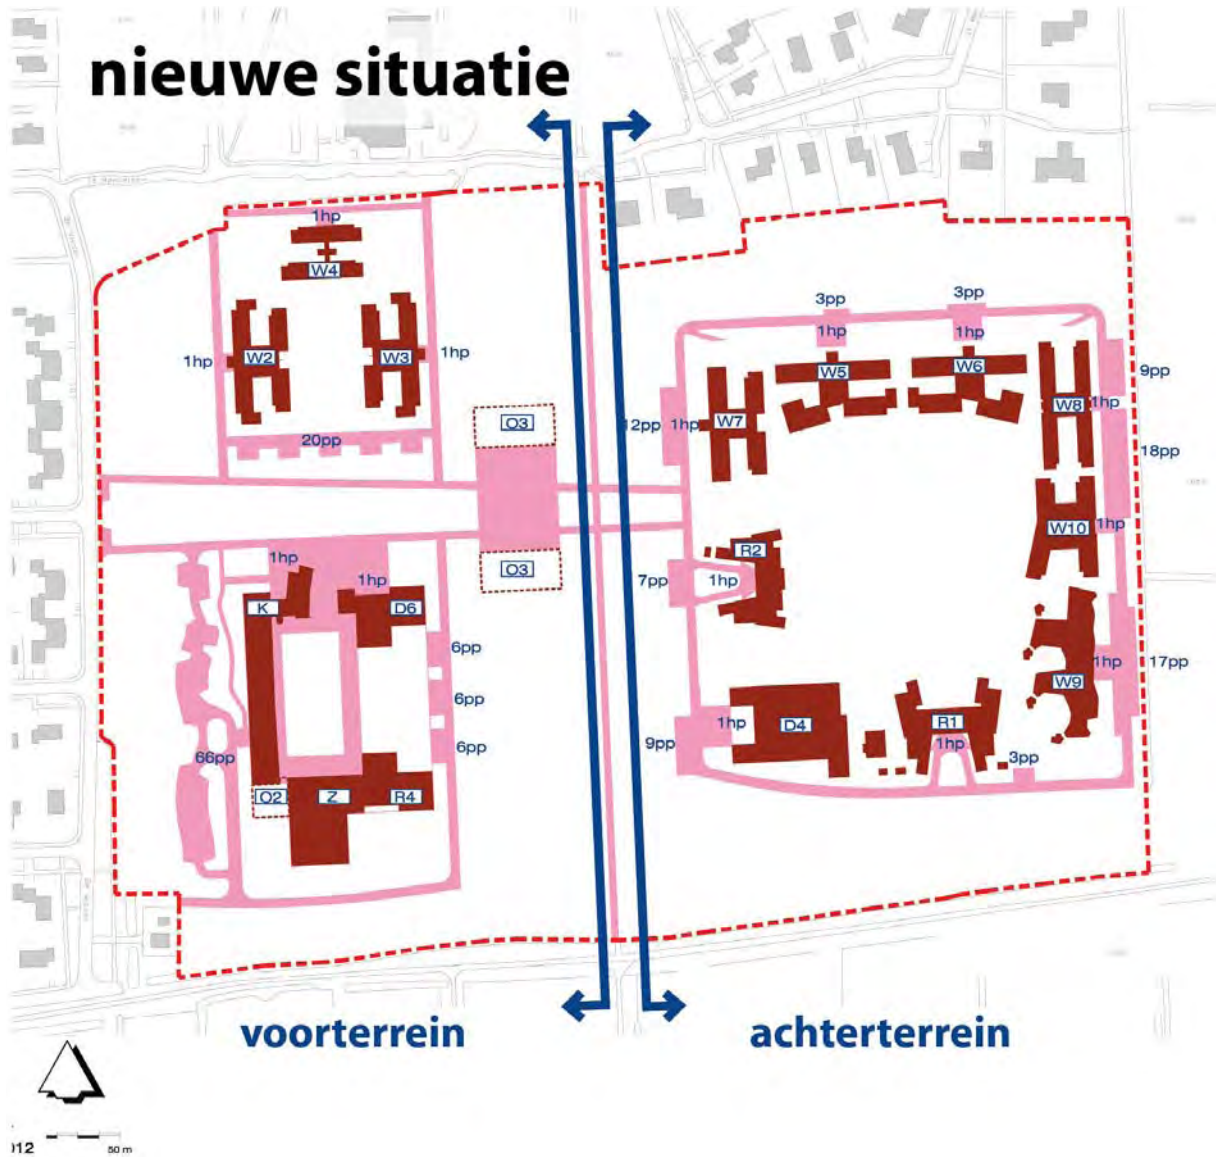 nieuwe situatie
1hp
W4
1hp
W2
W3
1hp
20pp
O3
O3
3pp
3pp
1hp
1hp
W5
W6
9pp
W7
W8
1hp
12pp
1hp
18pp
W10
1hp
R2
7pp
1hp
1hp
1hp
K
D6
6pp
6pp
6pp
66pp
O2
Z
R4
1hp
17pp
W9
1hp
D4
R1
9pp
1hp
3pp
voorterrein
achterterrein
012
50 m